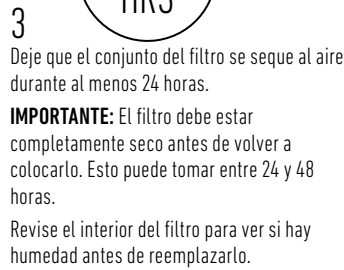 HRS
3
Deje que el conjunto del filtro se seque al aire
durante al menos 24 horas.
IMPORTANTE: El filtro debe estar
completamente seco antes de volver a
colocarlo. Esto puede tomar entre 24 y 48
horas.
Revise el interior del filtro para ver si hay
humedad antes de reemplazarlo.